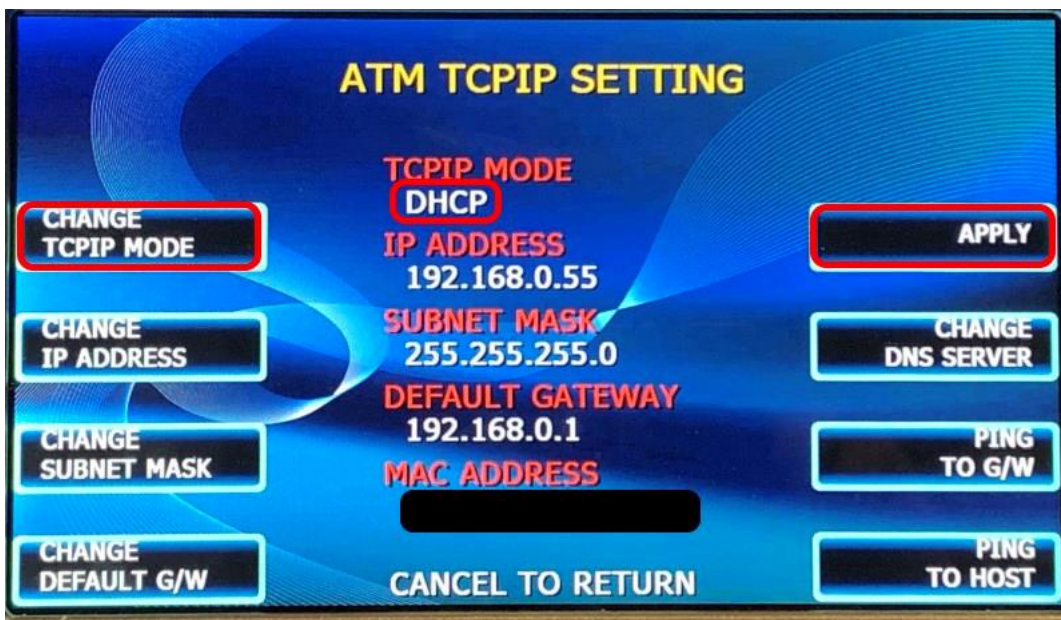 ATM TCPIP SETTING
TCPIP MODE
DHCP
IP ADDRESS
192.168.0.55
SUBNET MASK
255.255.255.0
DEFAULT GATEWAY
192.168.0.1
MAC ADDRESS
CANCEL TO RETURN
CHANGE
TCPIP MODE
CHANGE
IP ADDRESS
CHANGE
SUBNET MASK
CHANGE
DEFAULT G/W
APPLY
CHANGE
DNS SERVER
PING
TO G/W
PING
TO HOST